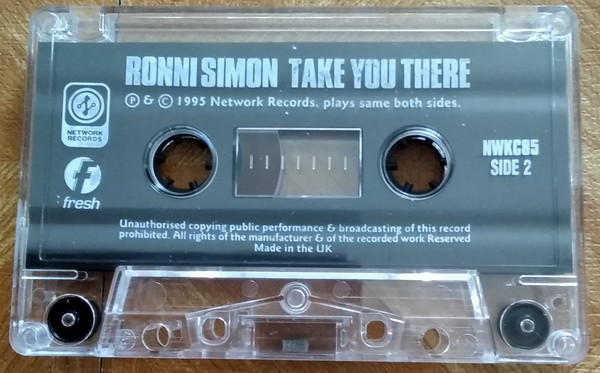 RONNI SIMON TAKE YOU THERE
Ⓟ & © 1995 Network Records. plays same both sides.
NETWORK
RECORDS
f
fresh
NWKC85
SIDE 2
Unauthorised copying public performance & broadcasting of this record
prohibited. All rights of the manufacturer & of the recorded work Reserved
Made in the UK